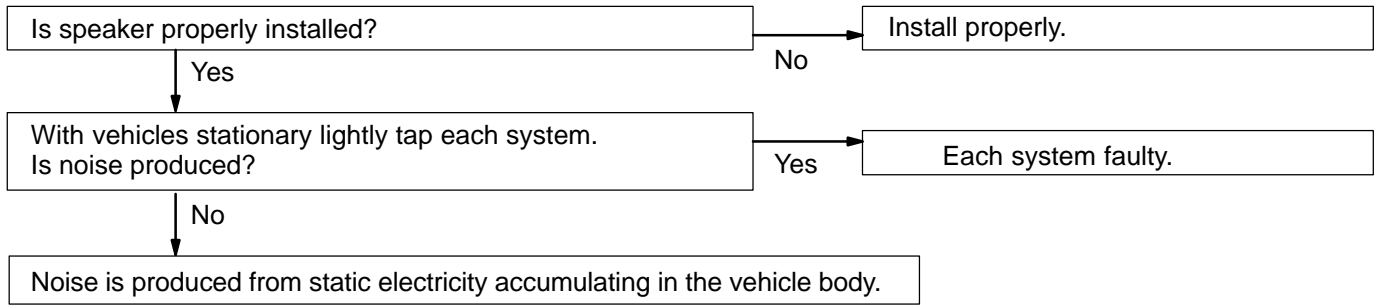 Is speaker properly installed?
Install properly.
No
Yes
With vehicles stationary lightly tap each system.
Is noise produced?
Each system faulty.
Yes
No
Noise is produced from static electricity accumulating in the vehicle body.